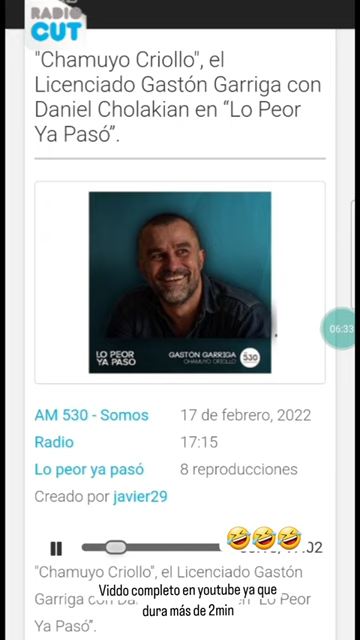 RADIO
CUT
"Chamuyo Criollo", el
Licenciado Gastón Garriga con
Daniel Cholakian en “Lo Peor
Ya Pasó”.
LO PEOR
YA PASO
GASTÓN GARRIGA
CHAMUYO CRIOLLO
530
06:33
AM 530 - Somos
Radio
17 de febrero, 2022
17:15
Lo peor ya pasó
8 reproducciones
Creado por javier29
"Chamuyo Criollo", el Licenciado Gastón
Viddo completo en youtube ya que
dura más de 2min
Garriga Lo Peor
Ya Pasó”.